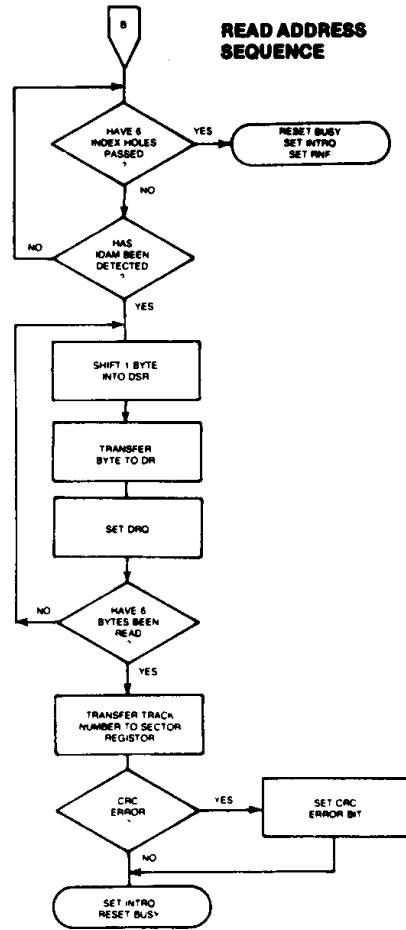 B
READ ADDRESS
SEQUENCE
HAVE 6
INDEX HOLES
PASSED
?
YES
RESET BUSY
SET INTRQ
SET RNF
NO
NO
HAS
IDAM BEEN
DETECTED
?
YES
SHIFT 1 BYTE
INTO DSR
TRANSFER
BYTE TO DR
SET DRQ
NO
HAVE 6
BYTES BEEN
READ
?
YES
TRANSFER TRACK
NUMBER TO SECTOR
REGISTOR
CRC
ERROR
?
YES
SET CRC
ERROR BIT
NO
SET INTRQ
RESET BUSY